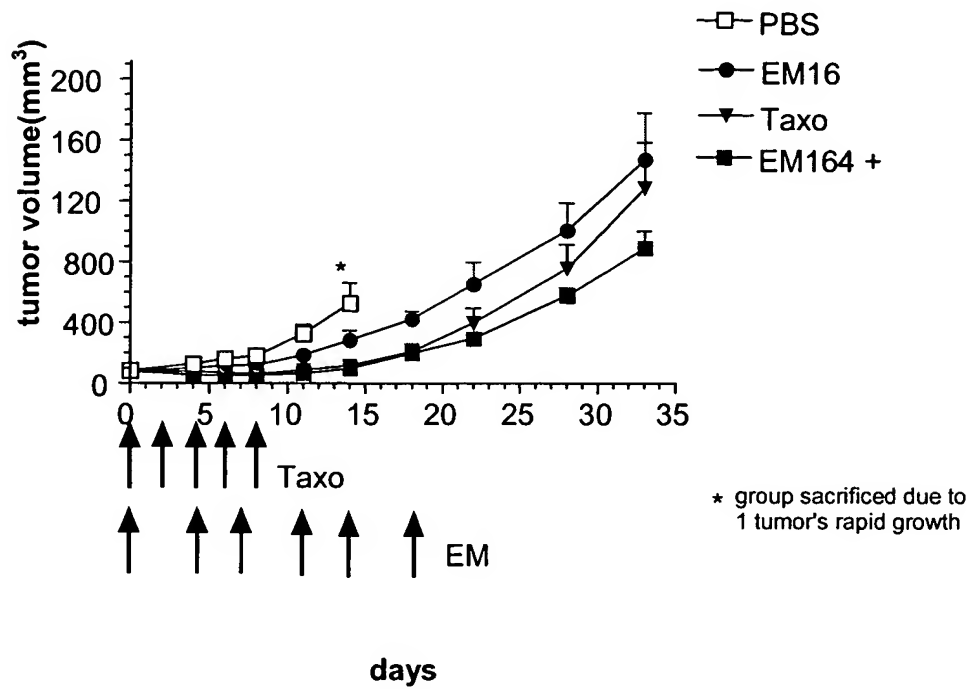 PBS
EM16
Taxo
EM164 +
tumor volume(mm³)
200
160
120
800
400
0
0 5 10 15 20 25 30 35
*
Taxo
EM
* group sacrificed due to
1 tumor's rapid growth
days